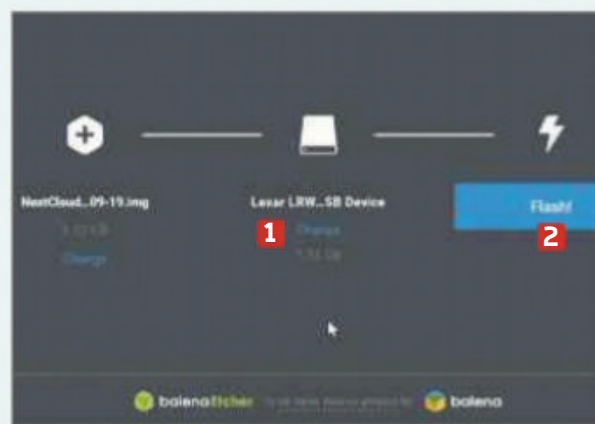 NextCloud...09-19.img
Change
Lexar LRW...SB Device
1
Change
Flash!
2
balenaEtcher
balena